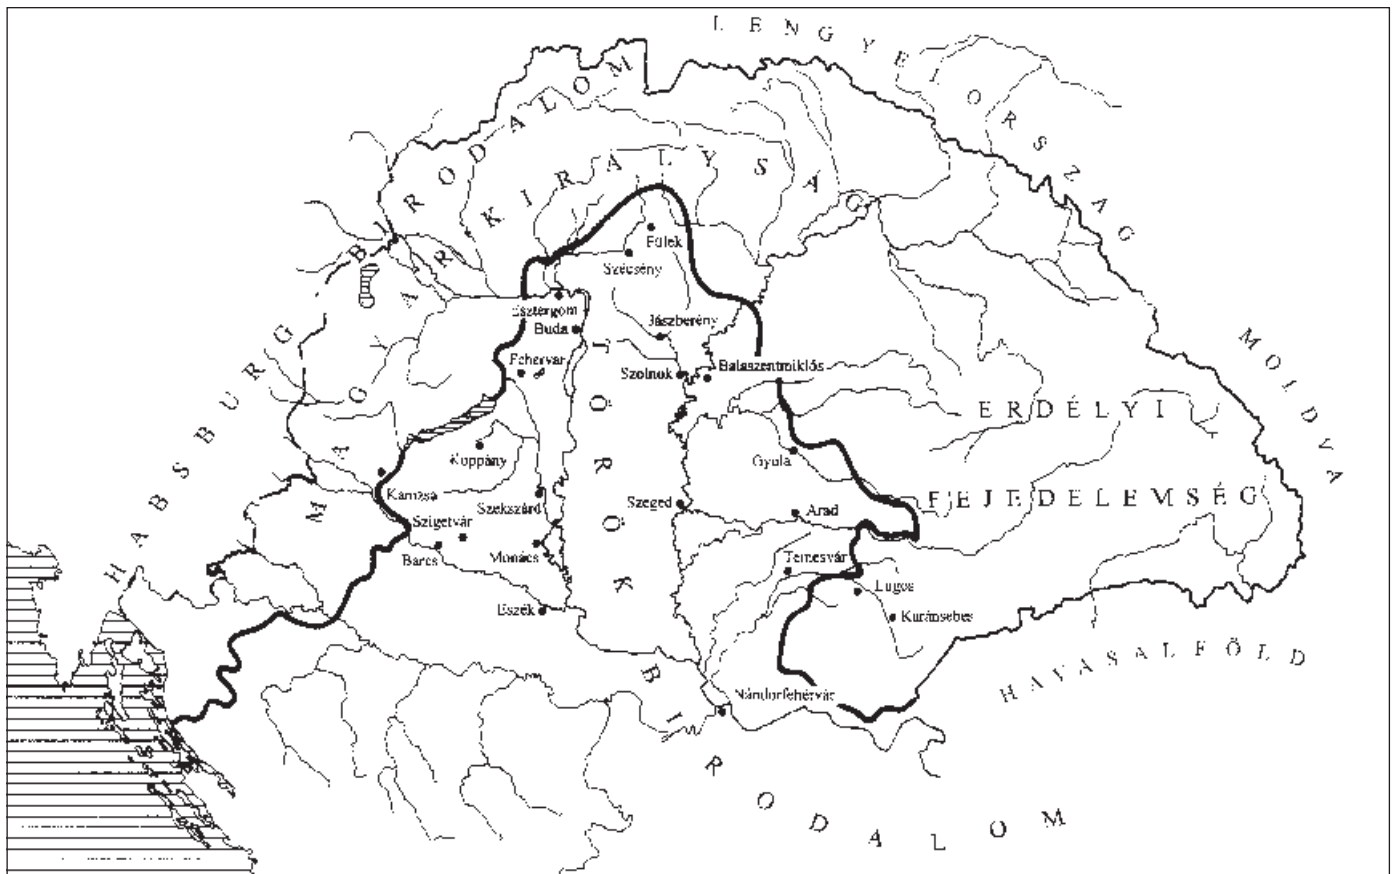 LENGYELORSZÁG
HABSBURG BIRODALOM
MAGYAR KIRÁLYSÁG
MOLDVA
Fülek
Szécsény
Esztergom
Buda
Jászberény
Fehérvár
Szolnok
Balaszentmiklós
TÖRÖK BIRODALOM
ERDÉLYI
FEJEDELEMSÉG
Koppány
Gyula
Kanizsa
Szekszárd
Szeged
Arad
Szigetvár
Barcs
Mohács
Temesvár
Lugos
Eszék
Karánsebes
HAVASALFÖLD
Nándorfehérvár